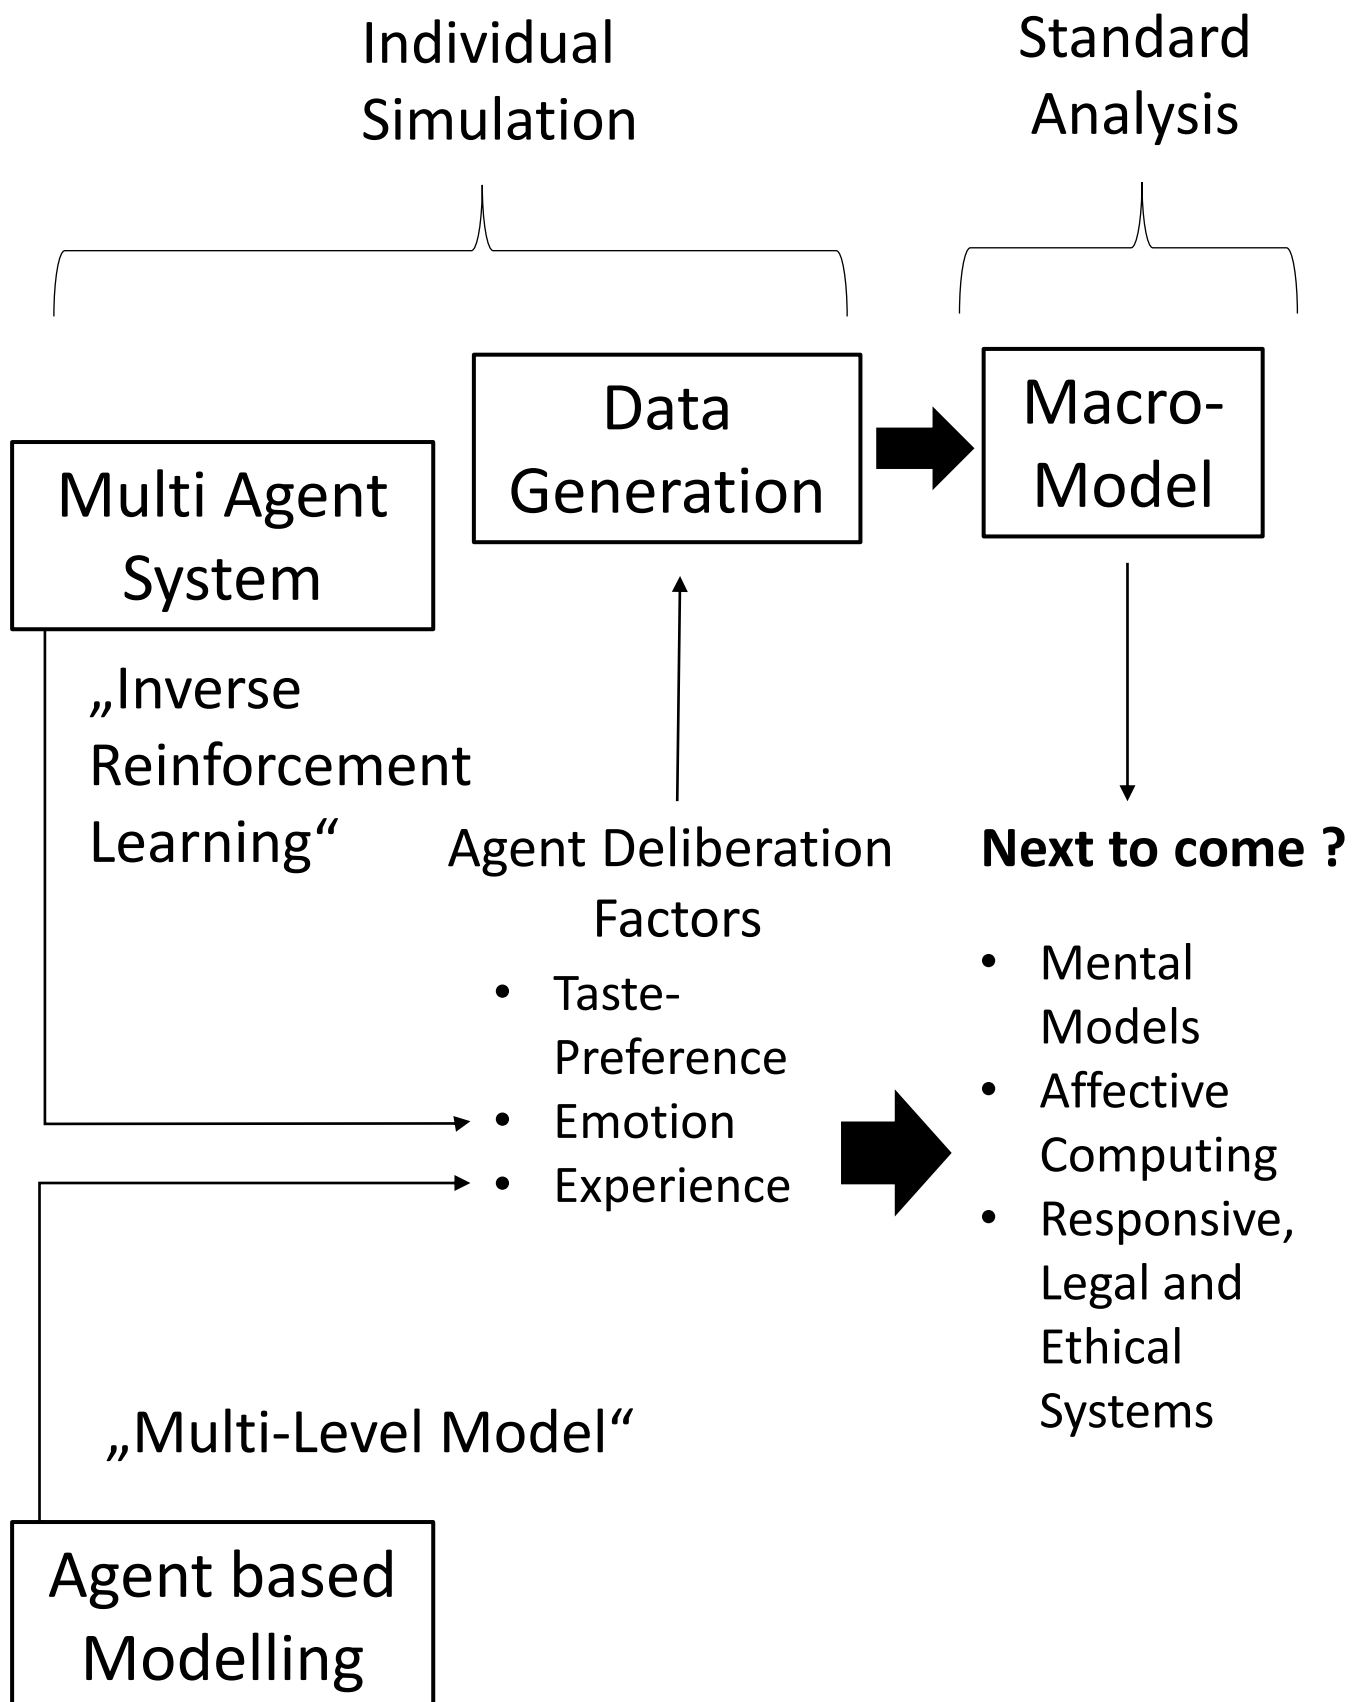 Individual
Simulation
Standard
Analysis
Data
Generation
Macro-
Model
Multi Agent
System
„Inverse
Reinforcement
Learning“
Agent Deliberation
Factors
• Taste-
Preference
• Emotion
• Experience
Next to come ?
• Mental
Models
• Affective
Computing
• Responsive,
Legal and
Ethical
Systems
„Multi-Level Model“
Agent based
Modelling